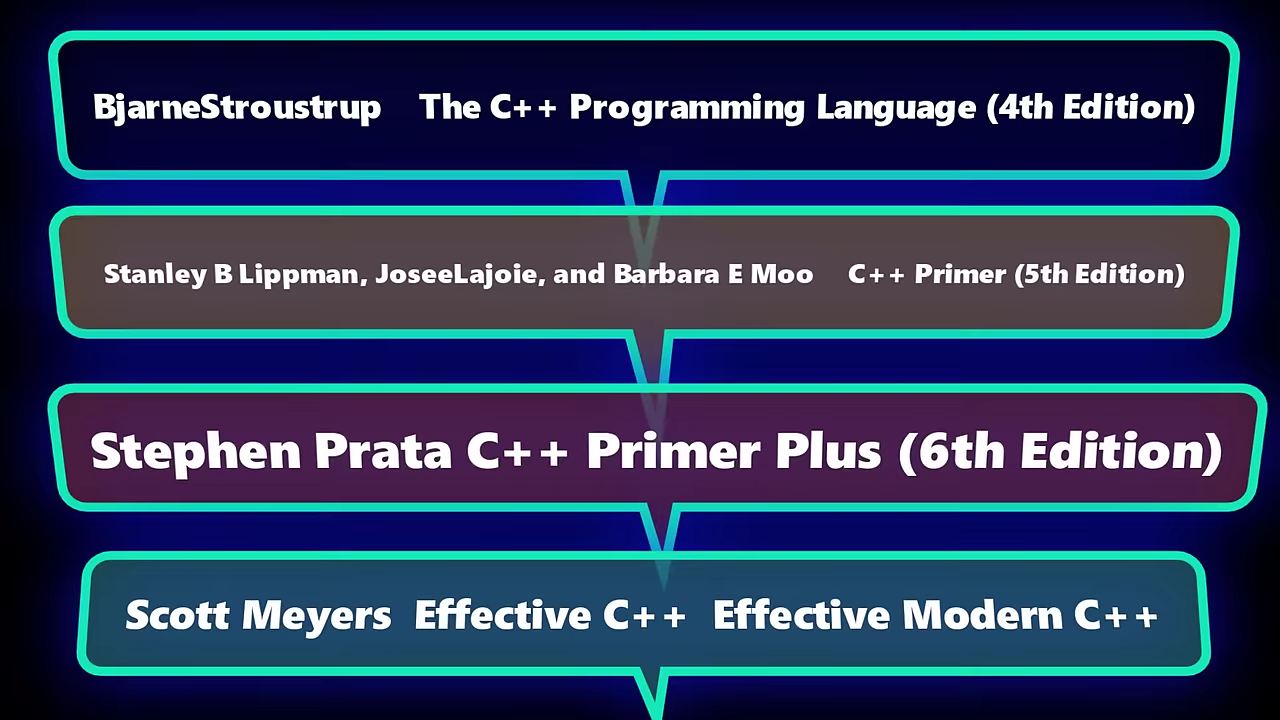 BjarneStroustrup The C++ Programming Language (4th Edition)
Stanley B Lippman, JoseeLajoie, and Barbara E Moo C++ Primer (5th Edition)
Stephen Prata C++ Primer Plus (6th Edition)
Scott Meyers Effective C++ Effective Modern C++